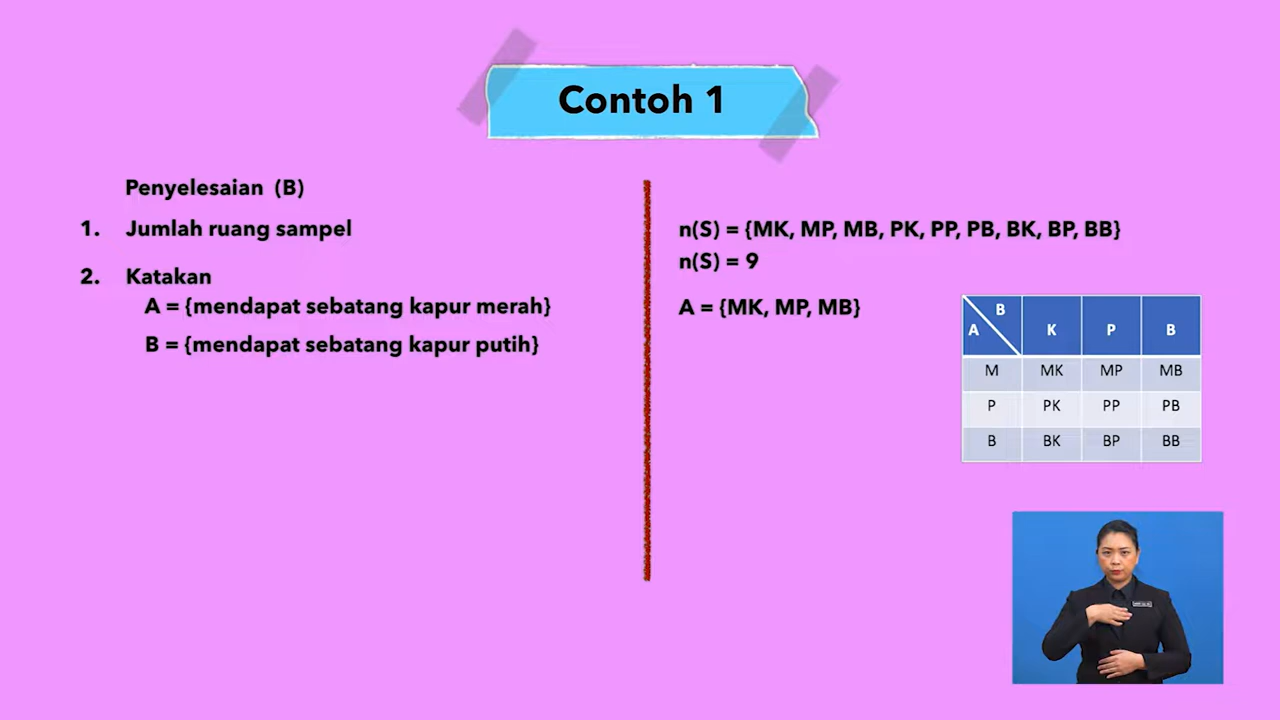 Contoh 1
Penyelesaian (B)
1. Jumlah ruang sampel
2. Katakan
A = {mendapat sebatang kapur merah}
B = {mendapat sebatang kapur putih}
n(S) = {MK, MP, MB, PK, PP, PB, BK, BP, BB}
n(S) = 9
A = {MK, MP, MB}
B
A K P B
M MK MP MB
P PK PP PB
B BK BP BB